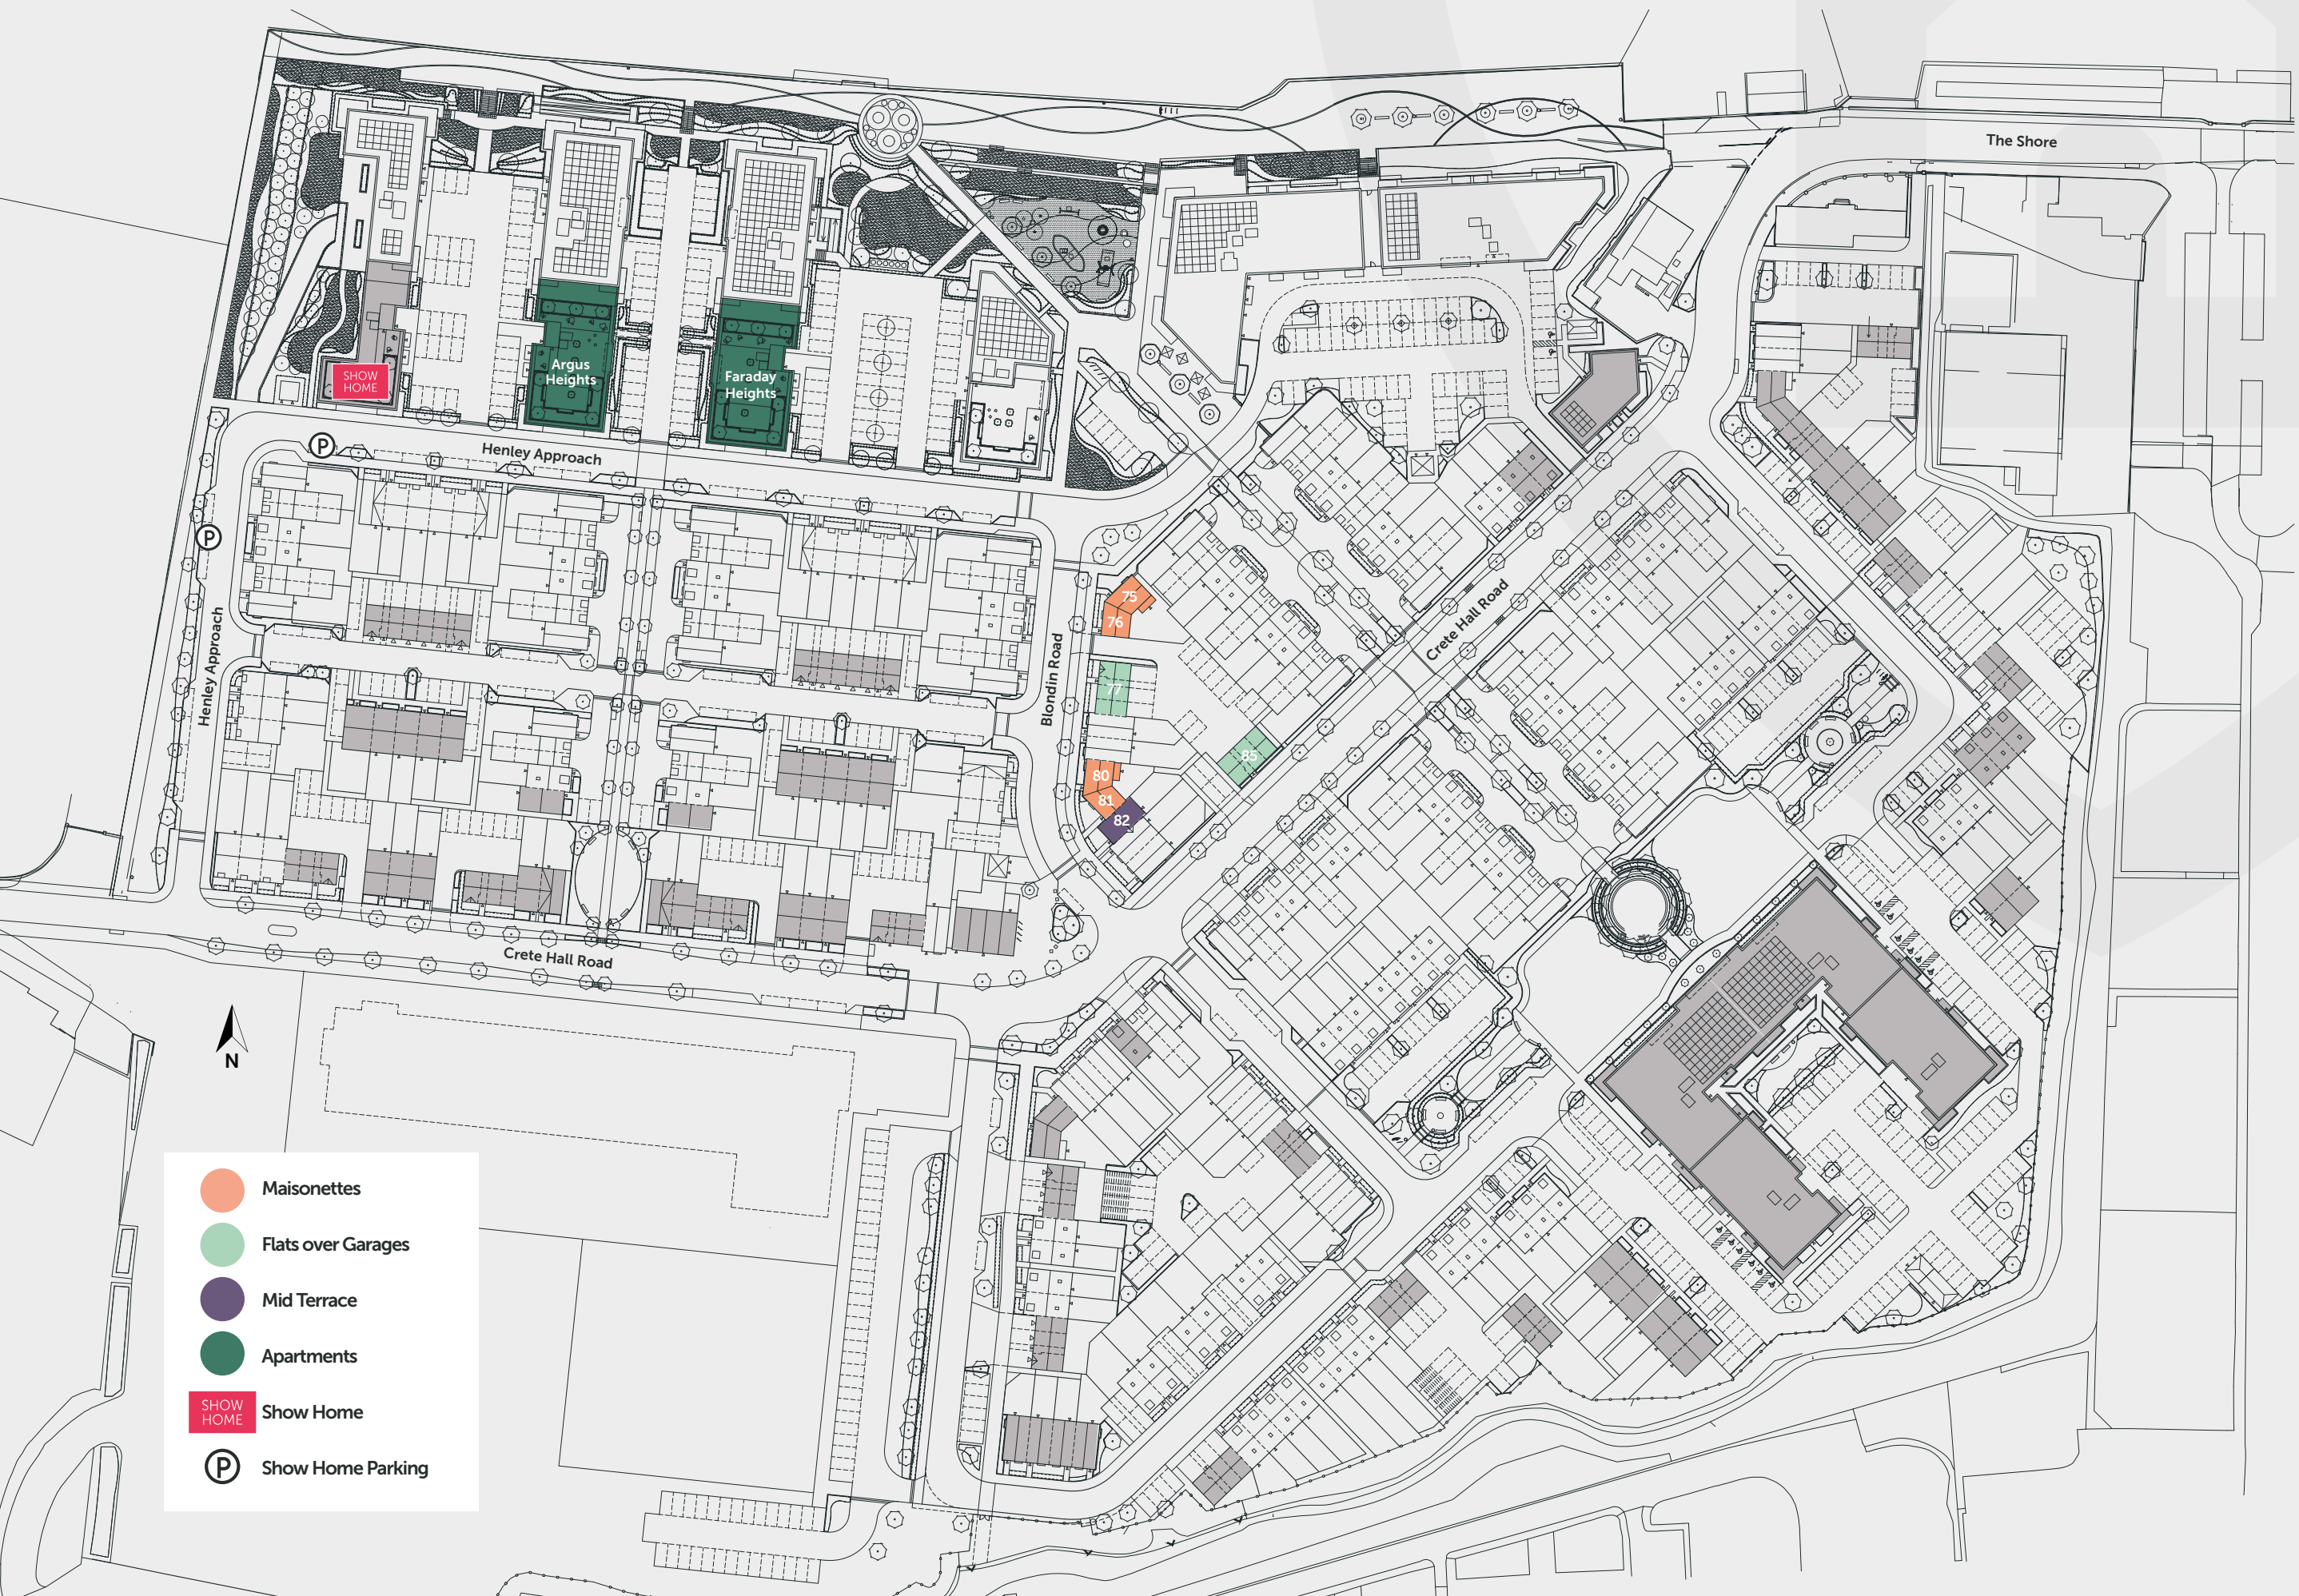 The Shore
SHOW
HOME
Argus
Heights
Faraday
Heights
P
Henley Approach
P
Henley Approach
Blondin Road
Crete Hall Road
75
76
77
85
80
81
82
Crete Hall Road
N
Maisonettes
Flats over Garages
Mid Terrace
Apartments
SHOW
HOME
Show Home
P
Show Home Parking